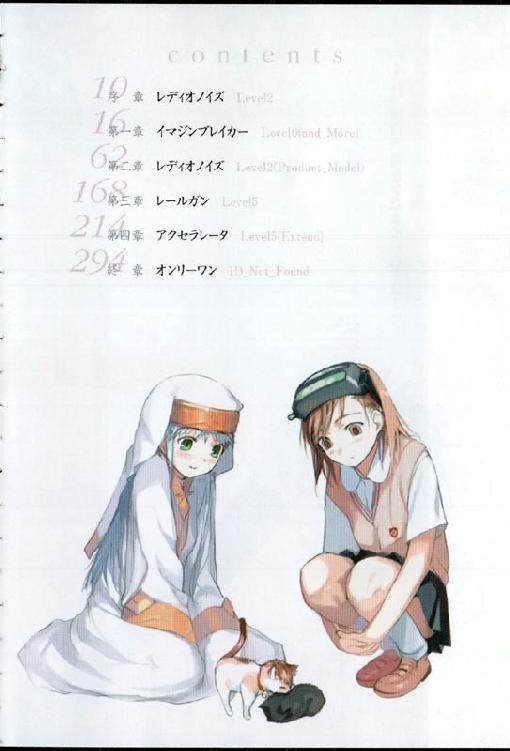 contents
10 序章 レディオノイズ Level2
16 第一章 イマジンブレイカー Level0(and_More)
62 第二章 レディオノイズ Level2(Product_Model)
168 第三章 レールガン Level5
214 第四章 アクセラレータ Level5(Extend)
294 終章 オンリーワン ID_Not_Found